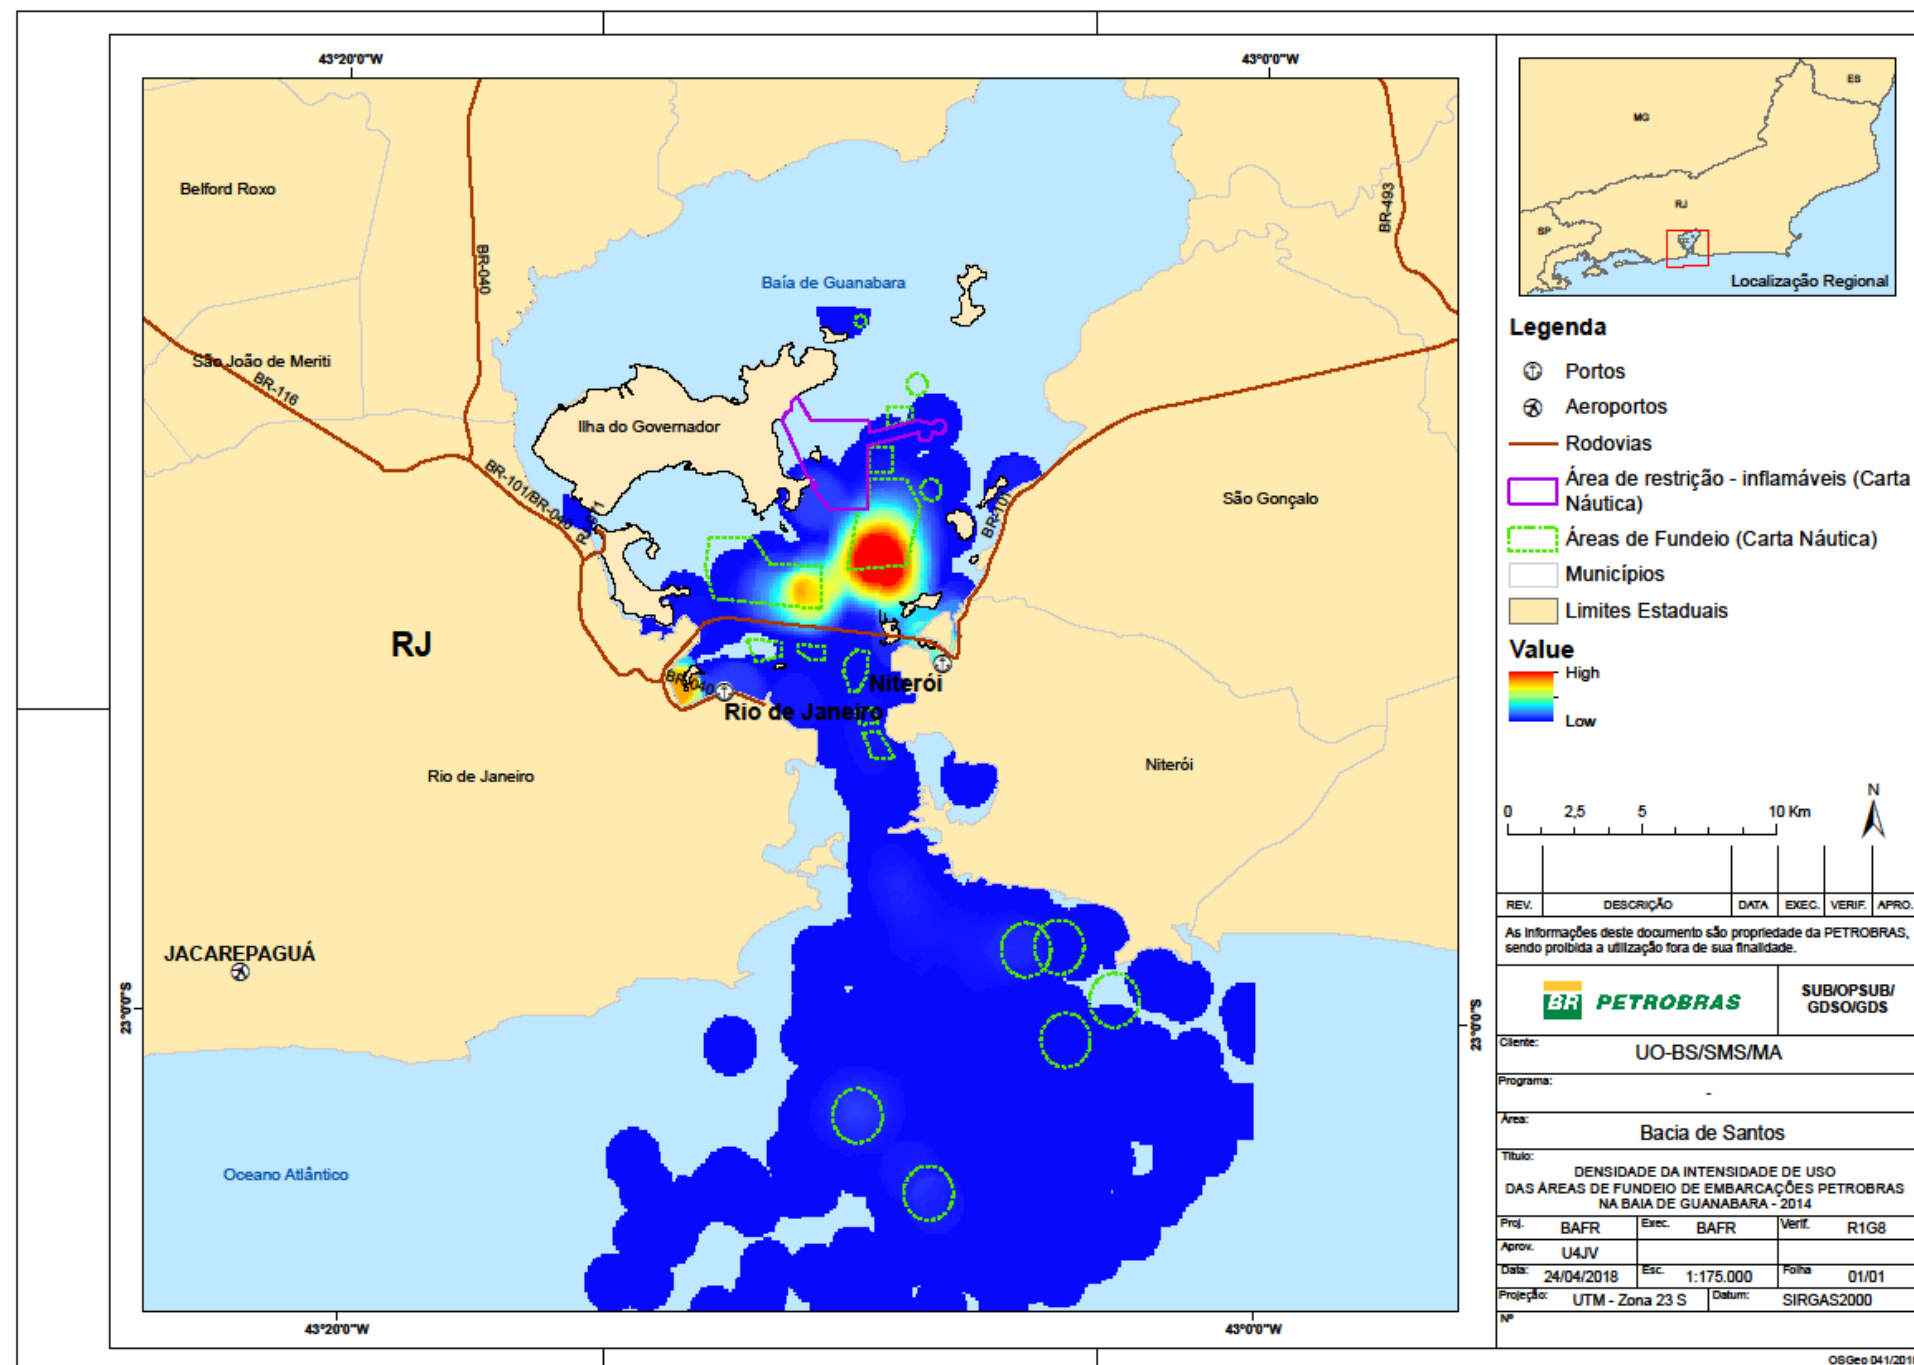 43°20'0"W
43°0'0"W
Belford Roxo
BR-040
BR-493
Baía de Guanabara
São João de Meriti
BR-116
Ilha do Governador
BR-101/BR-040
BR-101
São Gonçalo
RJ
BR-040
Niterói
Rio de Janeiro
Rio de Janeiro
Niterói
JACAREPAGUÁ
23°0'0"S
23°0'0"S
Oceano Atlântico
43°20'0"W
43°0'0"W
ES
MG
RJ
SP
Localização Regional
Legenda
Portos
Aeroportos
Rodovias
Área de restrição - inflamáveis (Carta
Náutica)
Áreas de Fundeio (Carta Náutica)
Municípios
Limites Estaduais
Value
High
Low
0 2,5 5 10 Km
N
REV. DESCRIÇÃO DATA EXEC. VERIF. APRO.
As informações deste documento são propriedade da PETROBRAS,
sendo proibida a utilização fora de sua finalidade.
BR PETROBRAS
SUB/OPSUB/
GDSO/GDS
Cliente:
UO-BS/SMS/MA
Programa:
-
Área:
Bacia de Santos
Título:
DENSIDADE DA INTENSIDADE DE USO
DAS ÁREAS DE FUNDEIO DE EMBARCAÇÕES PETROBRAS
NA BAIA DE GUANABARA - 2014
Proj. BAFR Exec. BAFR Verif. R1G8
Aprov. U4JV
Data: 24/04/2018 Esc. 1:175.000 Folha 01/01
Projeção: UTM - Zona 23 S Datum: SIRGAS2000
Nº